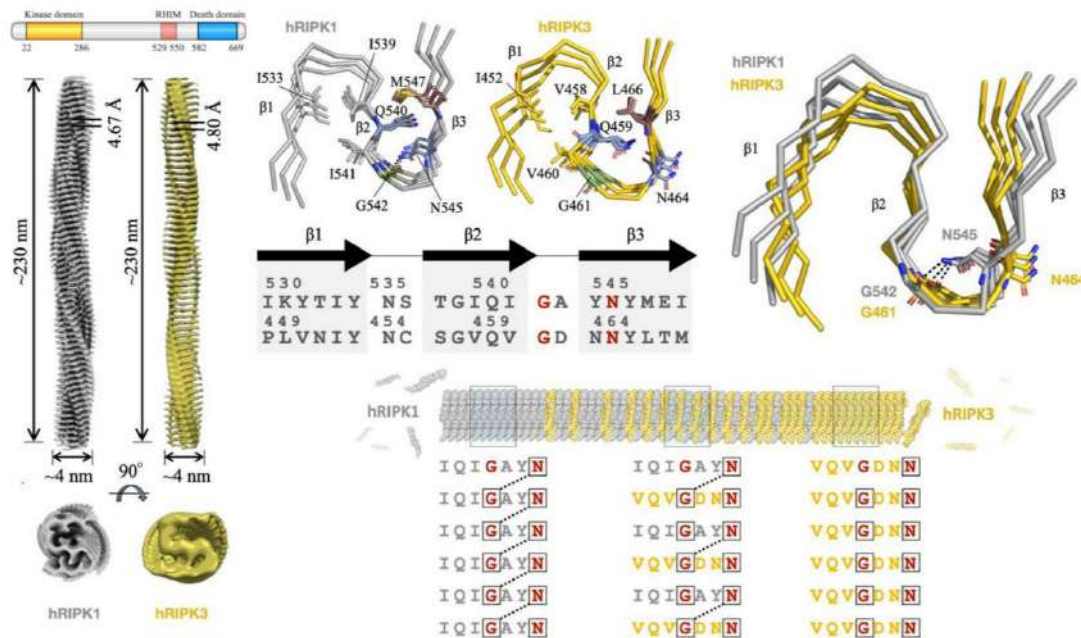 Kinase domain
RHIM
Death domain
22
286
529
550
582
669
~230 nm
4.67 Å
~230 nm
4.80 Å
~4 nm
90°
~4 nm
hRIPK1
hRIPK3
hRIPK1
I539
I533
M547
β1
Q540
β2
β3
I541
G542
N545
hRIPK3
β1
β2
I452
V458
L466
Q459
β3
V460
G461
N464
hRIPK1
hRIPK3
β1
β2
β3
N545
N464
G542
G461
β1 β2 β3
530 535 540 545
IKYTIY NS TGIQI GA YNYMEI
449 454 459 464
PLVNIY NC SGVQV GD NNYLTM
hRIPK1
hRIPK3
IQIGAYN IQIGAYN VQVGDNN
IQIGAYN VQVGDNN VQVGDNN
IQIGAYN IQIGAYN VQVGDNN
IQIGAYN VQVGDNN VQVGDNN
IQIGAYN IQIGAYN VQVGDNN
IQIGAYN VQVGDNN VQVGDNN